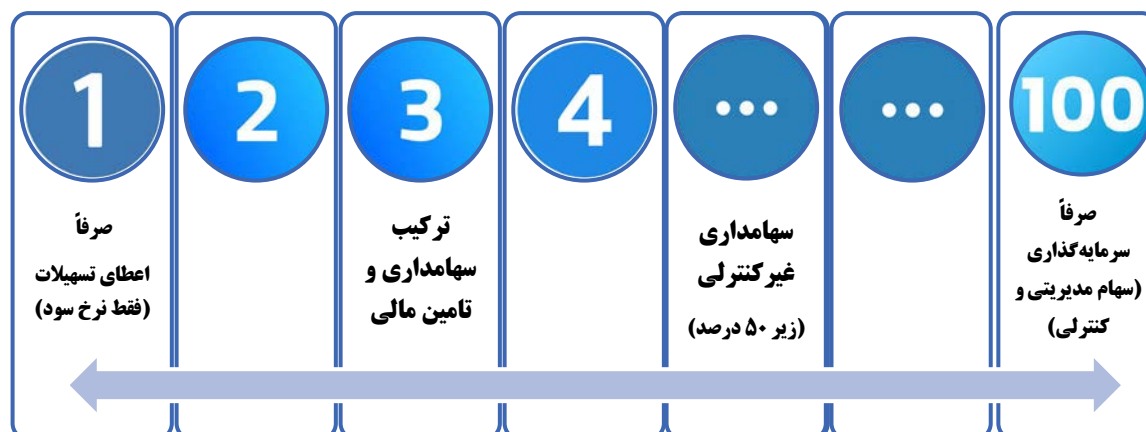 1
صرفاً
اعطای تسهیلات
(فقط نرخ سود)
2
3
ترکیب
سهامداری و
تامین مالی
4
...
سهامداری
غیرکنترلی
(زیر ۵۰ درصد)
...
100
صرفاً
سرمایه‌گذاری
(سهام مدیریتی و
کنترلی)